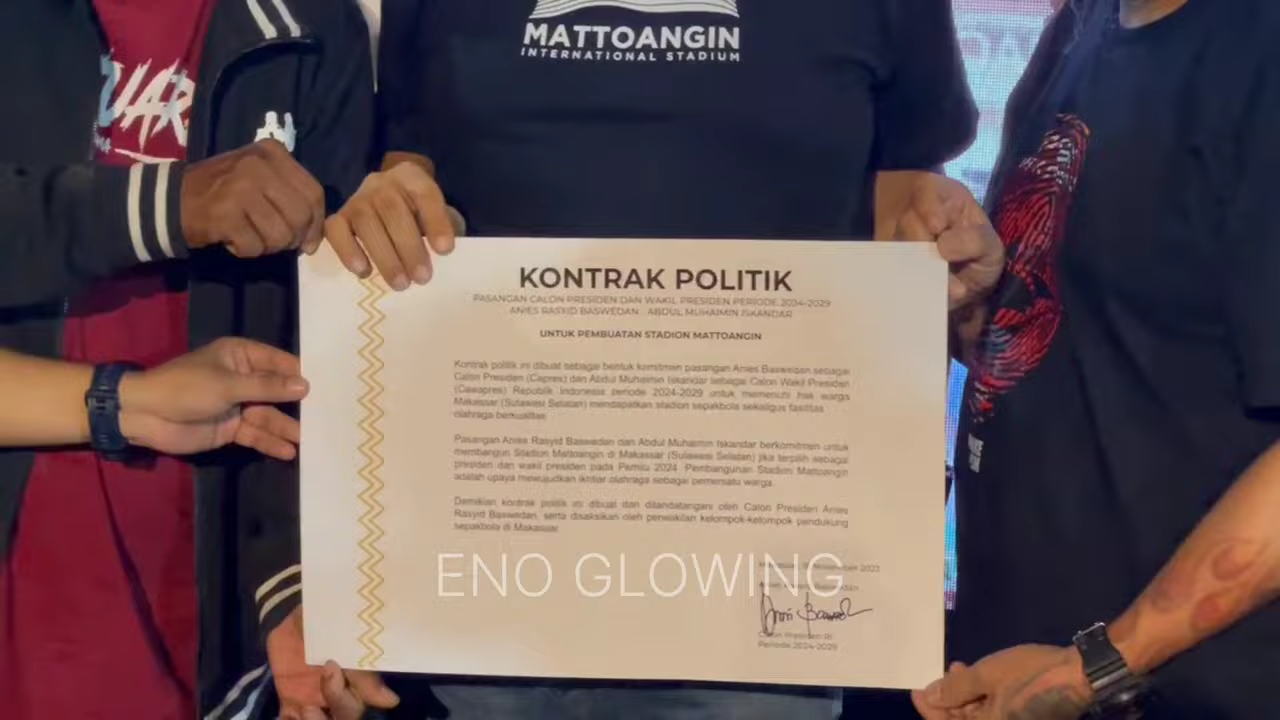 MATTOANGIN
INTERNATIONAL STADIUM
UAR
KONTRAK POLITIK
PASANGAN CALON PRESIDEN DAN WAKIL PRESIDEN PERIODE 2024-2029
ANIES RASYID BASWEDAN - ABDUL MUHAIMIN ISKANDAR
UNTUK PEMBUATAN STADION MATTOANGIN
Kontrak politik ini dibuat sebagai bentuk komitmen pasangan Anies Baswedan sebagai
Calon Presiden (Capres) dan Abdul Muhaimin Iskandar sebagai Calon Wakil Presiden
(Cawapres) Republik Indonesia periode 2024-2029 untuk memenuhi hak warga
Makassar (Sulawesi Selatan) mendapatkan stadion sepakbola sekaligus fasilitas
olahraga berkualitas.
Pasangan Anies Rasyid Baswedan dan Abdul Muhaimin Iskandar berkomitmen untuk
membangun Stadion Mattoangin di Makassar (Sulawesi Selatan) jika terpilih sebagai
presiden dan wakil presiden pada Pemilu 2024. Pembangunan Stadion Mattoangin
adalah upaya mewujudkan ikhtiar olahraga sebagai pemersatu warga.
Demikian kontrak politik ini dibuat dan ditandatangani oleh Calon Presiden Anies
Rasyid Baswedan, serta disaksikan oleh perwakilan kelompok-kelompok pendukung
sepakbola di Makassar.
ENO GLOWING
November 2023
Calon Presiden RI
Periode 2024-2029